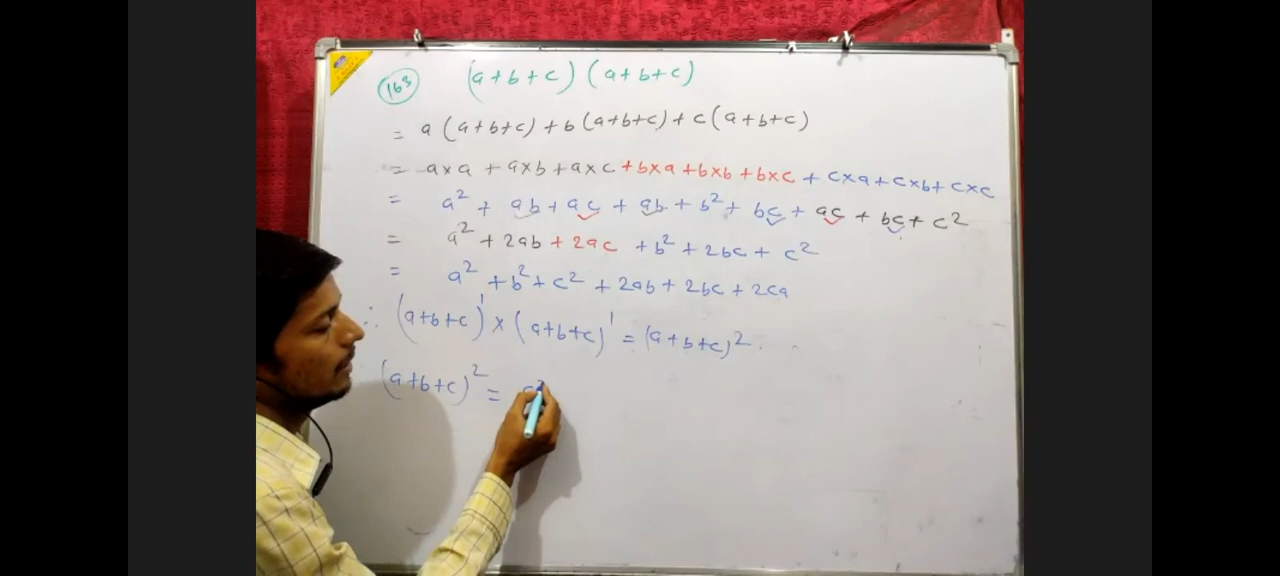 163 (a+b+c) (a+b+c)
= a (a+b+c) + b (a+b+c) + c (a+b+c)
= a×a + a×b + a×c + b×a + b×b + b×c + c×a + c×b + c×c
= a² + ab + ac + ab + b² + bc + ac + bc + c²
= a² + 2ab + 2ac + b² + 2bc + c²
= a² + b² + c² + 2ab + 2bc + 2ca
∴ (a+b+c)¹ × (a+b+c)¹ = (a+b+c)².
(a+b+c)² = a²